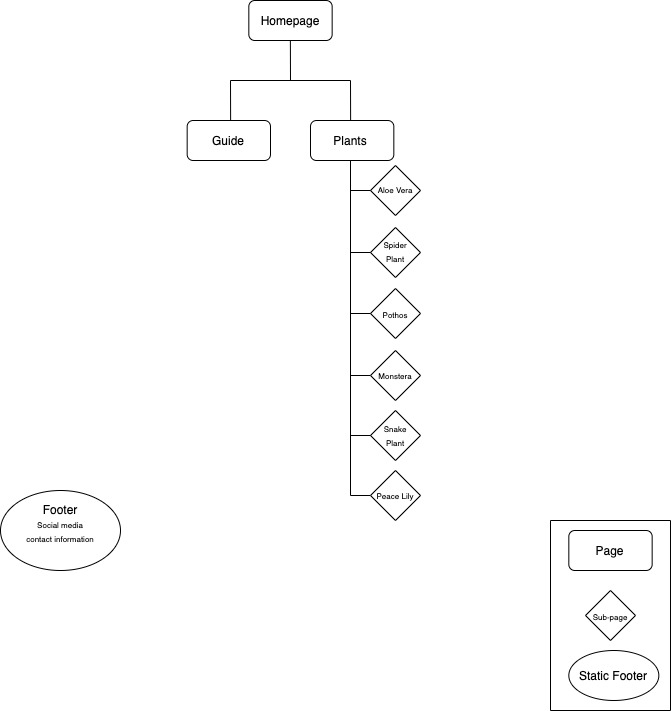 Homepage
Guide
Plants
Aloe Vera
Spider
Plant
Pothos
Monstera
Snake
Plant
Peace Lily
Footer
Social media
contact information
Page
Sub-page
Static Footer